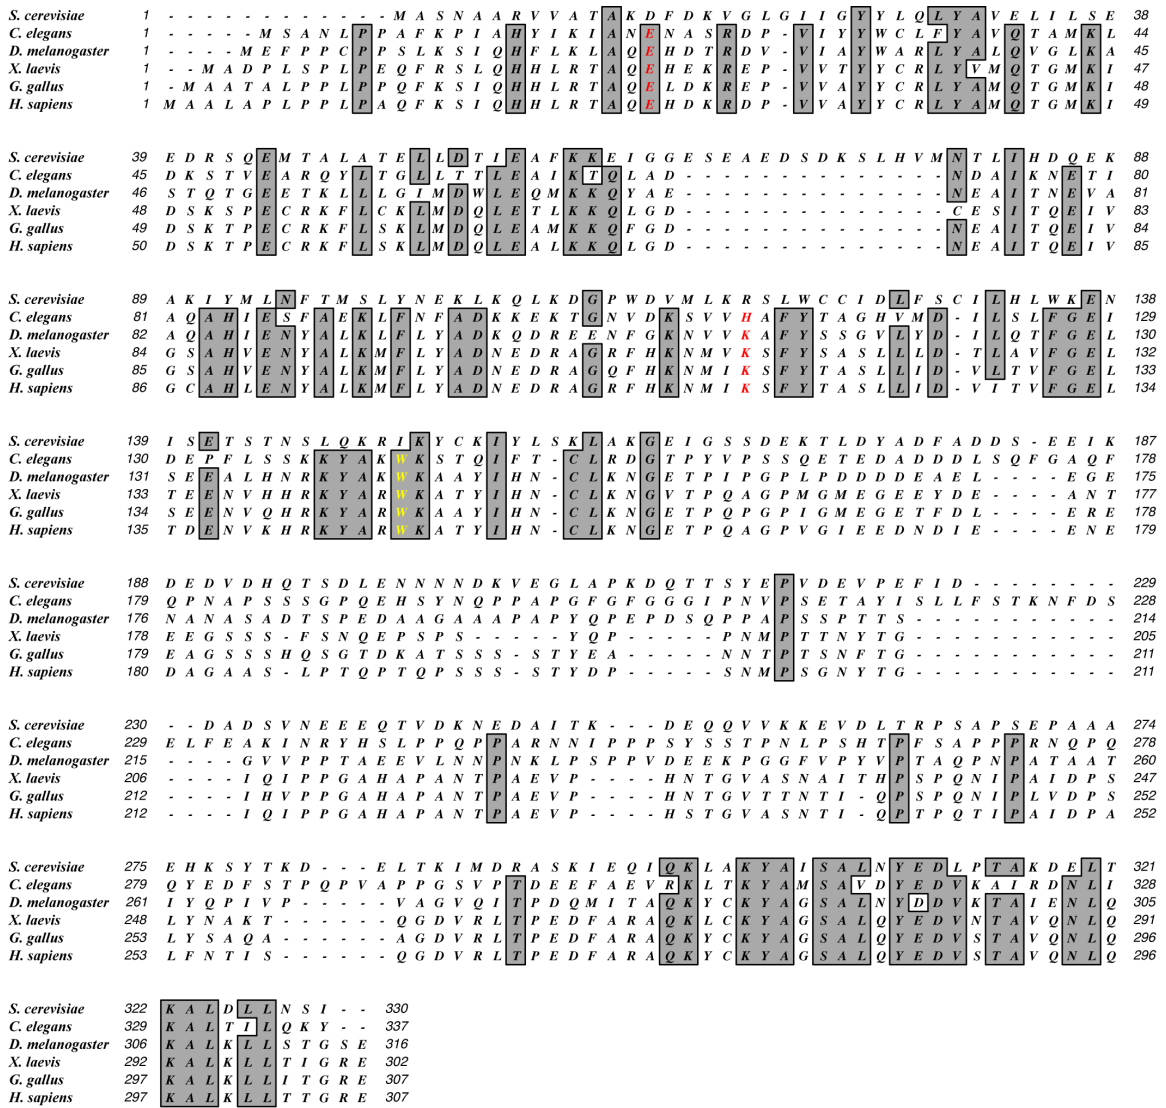 S. cerevisiae 1 - - - - - - - - - - - - M A S N A A R V V A T A K D F D K V G L G I I G Y Y L Q L Y A V E L I L S E 38
C. elegans 1 - - - - - M S A N L P P A F K P I A H Y I K I A N E N A S R D P - V I Y Y W C L F Y A V Q T A M K L 44
D. melanogaster 1 - - - - M E F P P C P P S L K S I Q H F L K L A Q E H D T R D V - V I A Y W A R L Y A L Q V G L K A 45
X. laevis 1 - - M A D P L S P L P E Q F R S L Q H H L R T A Q E H E K R E P - V V T Y Y C R L Y V M Q T G M K I 47
G. gallus 1 - M A A T A L P P L P P Q F K S I Q H H L R T A Q E L D K R E P - V V A Y Y C R L Y A M Q T G M K I 48
H. sapiens 1 M A A L A P L P P L P A Q F K S I Q H H L R T A Q E H D K R D P - V V A Y Y C R L Y A M Q T G M K I 49
S. cerevisiae 39 E D R S Q E M T A L A T E L L D T I E A F K K E I G G E S E A E D S D K S L H V M N T L I H D Q E K 88
C. elegans 45 D K S T V E A R Q Y L T G L L T T L E A I K T Q L A D - - - - - - - - - - - - - - N D A I K N E T I 80
D. melanogaster 46 S T Q T G E E T K L L L G I M D W L E Q M K K Q Y A E - - - - - - - - - - - - - - N E A I T N E V A 81
X. laevis 48 D S K S P E C R K F L C K L M D Q L E T L K K Q L G D - - - - - - - - - - - - - - C E S I T Q E I V 83
G. gallus 49 D S K T P E C R K F L S K L M D Q L E A M K K Q F G D - - - - - - - - - - - - - - N E A I T Q E I V 84
H. sapiens 50 D S K T P E C R K F L S K L M D Q L E A L K K Q L G D - - - - - - - - - - - - - - N E A I T Q E I V 85
S. cerevisiae 89 A K I Y M L N F T M S L Y N E K L K Q L K D G P W D V M L K R S L W C C I D L F S C I L H L W K E N 138
C. elegans 81 A Q A H I E S F A E K L F N F A D K K E K T G N V D K S V V H A F Y T A G H V M D - I L S L F G E I 129
D. melanogaster 82 A Q A H I E N Y A L K L F L Y A D K Q D R E E N F G K N V V K A F Y S S G V L Y D - I L Q T F G E L 130
X. laevis 84 G S A H V E N Y A L K M F L Y A D N E D R A G R F H K N M V K S F Y S A S L L L D - T L A V F G E L 132
G. gallus 85 G S A H V E N Y A L K M F L Y A D N E D R A G Q F H K N M I K S F Y T A S L L I D - V L T V F G E L 133
H. sapiens 86 G C A H L E N Y A L K M F L Y A D N E D R A G R F H K N M I K S F Y T A S L L I D - V I T V F G E L 134
S. cerevisiae 139 I S E T S T N S L Q K R I K Y C K I Y L S K L A K G E I G S S D E K T L D Y A D F A D D S - E E I K 187
C. elegans 130 D E P F L S S K K Y A K W K S T Q I F T - C L R D G T P Y V P S S Q E T E D A D D D L S Q F G A Q F 178
D. melanogaster 131 S E E A L H N R K Y A K W K A A Y I H N - C L K N G E T P I P G P L P D D D D E A E L - - - - E G E 175
X. laevis 133 T E E N V H H R K Y A R W K A T Y I H N - C L K N G V T P Q A G P M G M E G E E Y D E - - - - A N T 177
G. gallus 134 S E E N V Q H R K Y A R W K A A Y I H N - C L K N G E T P Q P G P I G M E G E T F D L - - - - E R E 178
H. sapiens 135 T D E N V K H R K Y A R W K A T Y I H N - C L K N G E T P Q A G P V G I E E D N D I E - - - - E N E 179
S. cerevisiae 188 D E D V D H Q T S D L E N N N N D K V E G L A P K D Q T T S Y E P V D E V P E F I D - - - - - - - - 229
C. elegans 179 Q P N A P S S S G P Q E H S Y N Q P P A P G F G F G G G I P N V P S E T A Y I S L L F S T K N F D S 228
D. melanogaster 176 N A N A S A D T S P E D A A G A A A P A P Y Q P E P D S Q P P A P S S P T T S - - - - - - - - - - - 214
X. laevis 178 E E G S S S - F S N Q E P S P S - - - - - Y Q P - - - - - P N M P T T N Y T G - - - - - - - - - - - 205
G. gallus 179 E A G S S S H Q S G T D K A T S S S - S T Y E A - - - - - N N T P T S N F T G - - - - - - - - - - - 211
H. sapiens 180 D A G A A S - L P T Q P T Q P S S S - S T Y D P - - - - - S N M P S G N Y T G - - - - - - - - - - - 211
S. cerevisiae 230 - - D A D S V N E E E Q T V D K N E D A I T K - - - D E Q Q V V K K E V D L T R P S A P S E P A A A 274
C. elegans 229 E L F E A K I N R Y H S L P P Q P P A R N N I P P P S Y S S T P N L P S H T P F S A P P P R N Q P Q 278
D. melanogaster 215 - - - - G V V P P T A E E V L N N P N K L P S P P V D E E K P G G F V P Y V P T A Q P N P A T A A T 260
X. laevis 206 - - - - I Q I P P G A H A P A N T P A E V P - - - - H N T G V A S N A I T H P S P Q N I P A I D P S 247
G. gallus 212 - - - - I H V P P G A H A P A N T P A E V P - - - - H N T G V T T N T I - Q P S P Q N I P L V D P S 252
H. sapiens 212 - - - - I Q I P P G A H A P A N T P A E V P - - - - H S T G V A S N T I - Q P T P Q T I P A I D P A 252
S. cerevisiae 275 E H K S Y T K D - - - E L T K I M D R A S K I E Q I Q K L A K Y A I S A L N Y E D L P T A K D E L T 321
C. elegans 279 Q Y E D F S T P Q P V A P P G S V P T D E E F A E V R K L T K Y A M S A V D Y E D V K A I R D N L I 328
D. melanogaster 261 I Y Q P I V P - - - - - V A G V Q I T P D Q M I T A Q K Y C K Y A G S A L N Y D D V K T A I E N L Q 305
X. laevis 248 L Y N A K T - - - - - - Q G D V R L T P E D F A R A Q K L C K Y A G S A L Q Y E D V N T A V Q N L Q 291
G. gallus 253 L Y S A Q A - - - - - - A G D V R L T P E D F A R A Q K Y C K Y A G S A L Q Y E D V S T A V Q N L Q 296
H. sapiens 253 L F N T I S - - - - - - Q G D V R L T P E D F A R A Q K Y C K Y A G S A L Q Y E D V S T A V Q N L Q 296
S. cerevisiae 322 K A L D L L N S I - - 330
C. elegans 329 K A L T I L Q K Y - - 337
D. melanogaster 306 K A L K L L S T G S E 316
X. laevis 292 K A L K L L T I G R E 302
G. gallus 297 K A L K L L I T G R E 307
H. sapiens 297 K A L K L L T T G R E 307